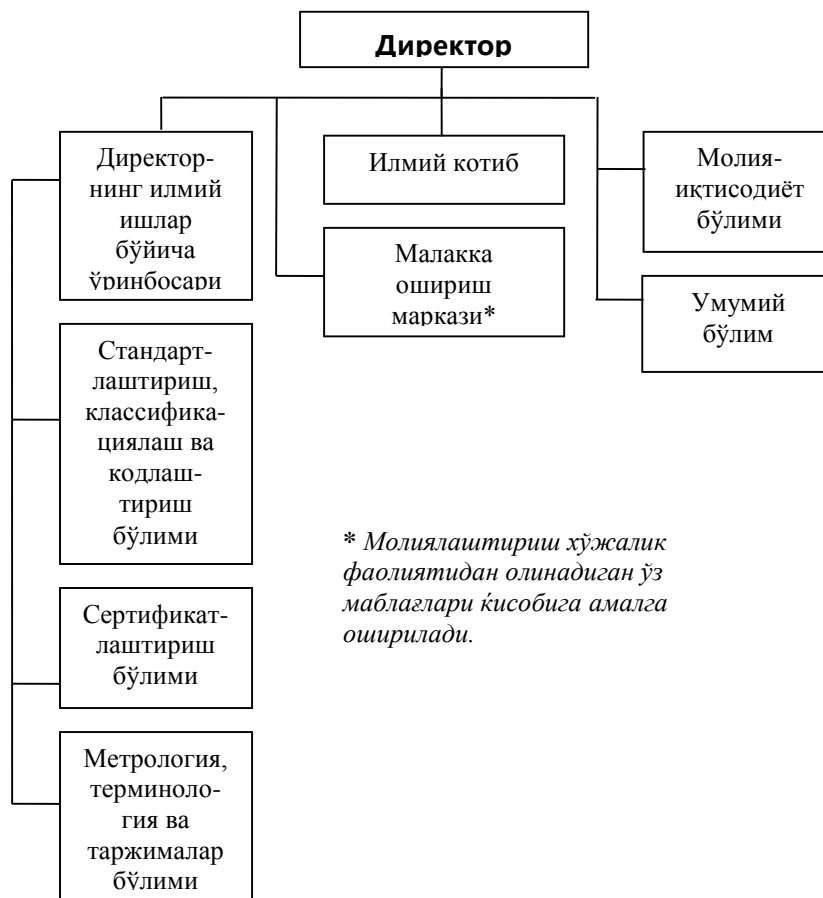 Директор
Директор-
нинг илмий
ишлар
бўйича
ўринбосари
Илмий котиб
Молия-
иқтисодиёт
бўлими
Малакка
ошириш
маркази*
Умумий
бўлим
Стандарт-
лаштириш,
классифика-
циялаш ва
кодлаш-
тириш
бўлими
* Молиялаштириш хўжалик
фаолиятидан олинадиган ўз
маблаәлари ќисобига амалга
оширилади.
Сертификат-
лаштириш
бўлими
Метрология,
терминоло-
гия ва
таржималар
бўлими